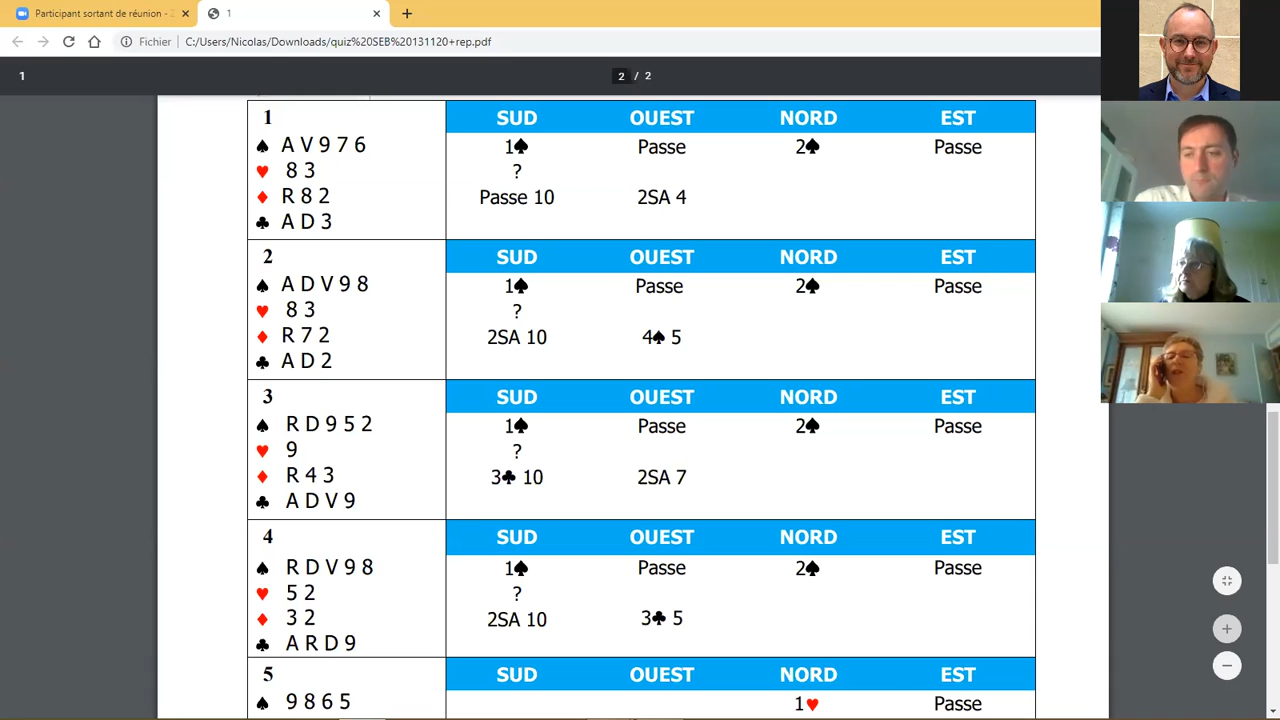 Participant sortant de réunion - Z
1
Fichier
C:/Users/Nicolas/Downloads/quiz%20SEB%20131120+rep.pdf
1
2 / 2
1 SUD OUEST NORD EST
♠ A V 9 7 6 1♠ Passe 2♠ Passe
♥ 8 3 ?
♦ R 8 2 Passe 10 2SA 4
♣ A D 3
2 SUD OUEST NORD EST
♠ A D V 9 8 1♠ Passe 2♠ Passe
♥ 8 3 ?
♦ R 7 2 2SA 10 4♠ 5
♣ A D 2
3 SUD OUEST NORD EST
♠ R D 9 5 2 1♠ Passe 2♠ Passe
♥ 9 ?
♦ R 4 3 3♣ 10 2SA 7
♣ A D V 9
4 SUD OUEST NORD EST
♠ R D V 9 8 1♠ Passe 2♠ Passe
♥ 5 2 ?
♦ 3 2 2SA 10 3♣ 5
♣ A R D 9
5 SUD OUEST NORD EST
♠ 9 8 6 5 1♥ Passe